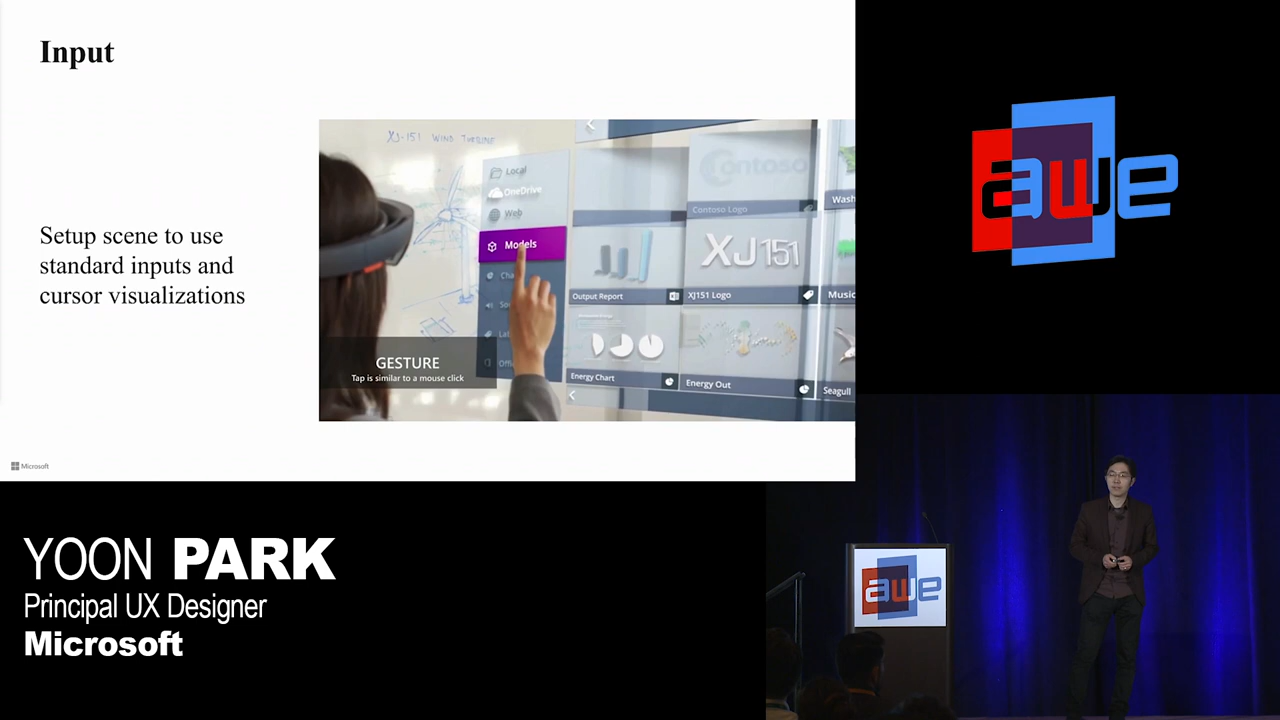 Input
Setup scene to use
standard inputs and
cursor visualizations
XJ-151 WIND TURBINE
Local
OneDrive
Web
Models
GESTURE
Tap is similar to a mouse click
Contoso
Contoso Logo
Wash
XJ151
Output Report
XJ151 Logo
Music
Energy Chart
Energy Out
Seagull
Microsoft
awe
awe
YOON PARK
Principal UX Designer
Microsoft